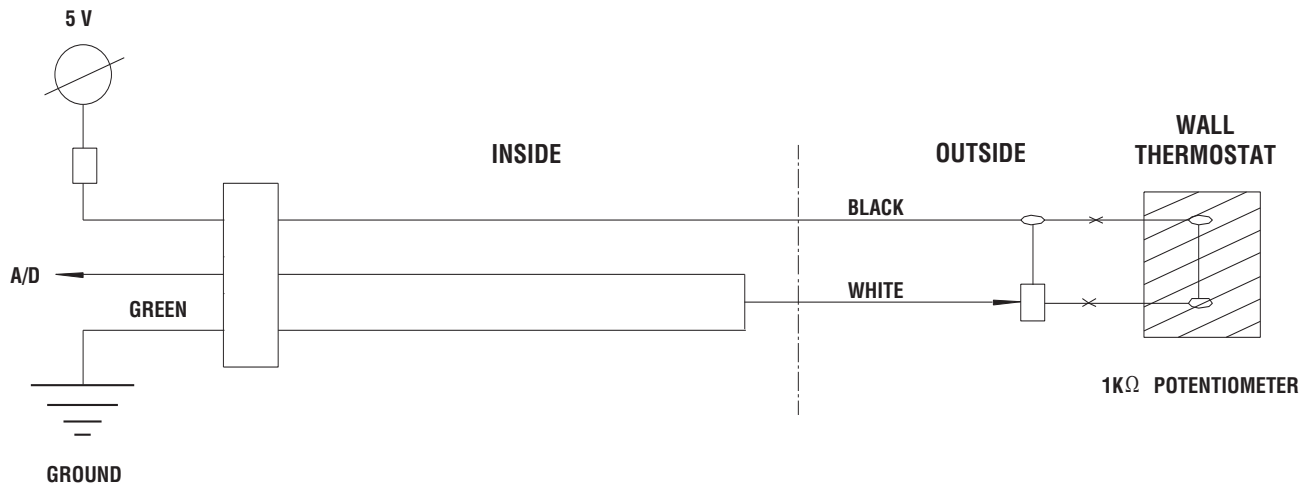 5 V
INSIDE
OUTSIDE
WALL
THERMOSTAT
BLACK
A/D
WHITE
GREEN
1KΩ POTENTIOMETER
GROUND